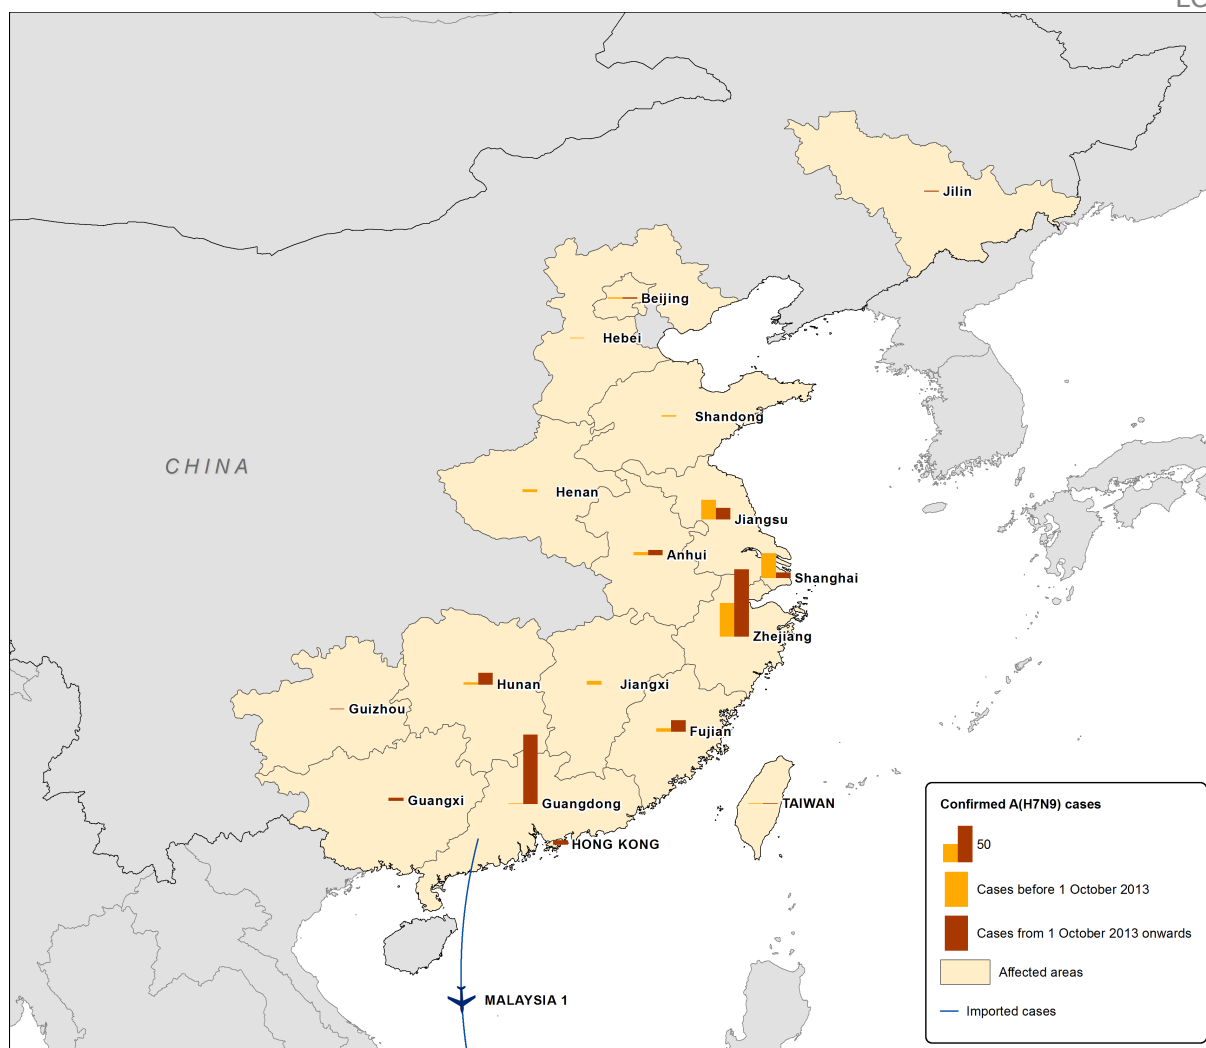 Jilin
Beijing
Hebei
Shandong
CHINA
Henan
Jiangsu
Anhui
Shanghai
Zhejiang
Hunan
Jiangxi
Guizhou
Fujian
Guangxi
Guangdong
TAIWAN
HONG KONG
MALAYSIA 1
Confirmed A(H7N9) cases
50
Cases before 1 October 2013
Cases from 1 October 2013 onwards
Affected areas
Imported cases